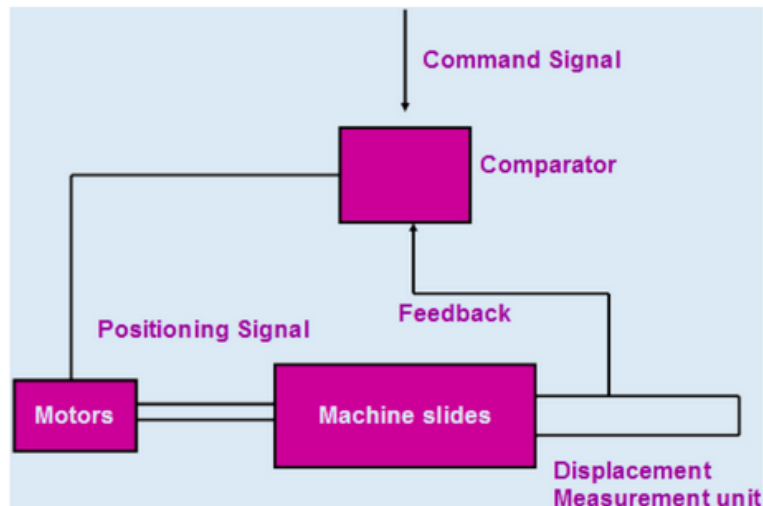 Command Signal
Comparator
Feedback
Positioning Signal
Motors
Machine slides
Displacement
Measurement unit